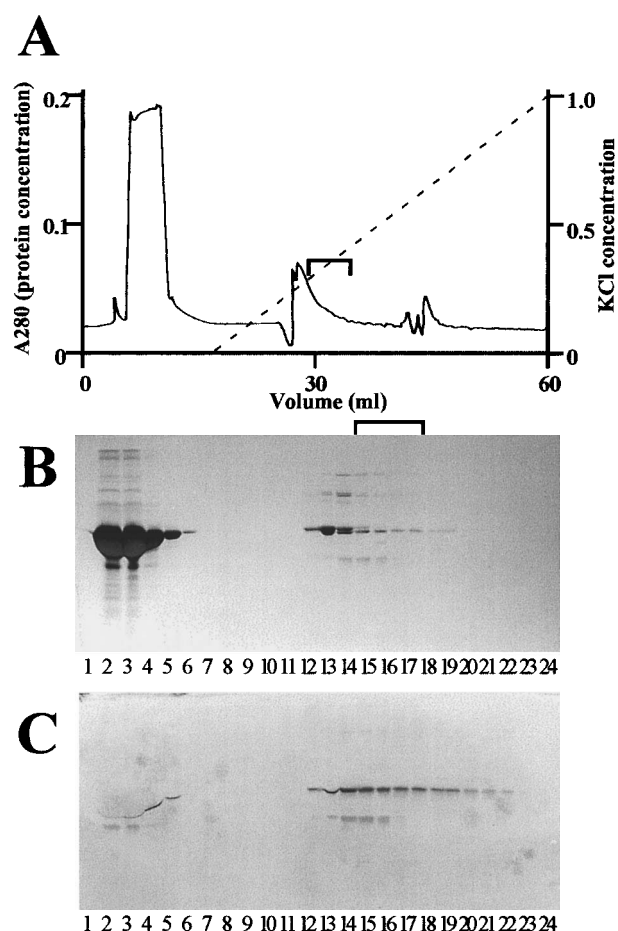 A
A280 (protein concentration)
0.2
0.1
0
KCl concentration
1.0
0.5
0
0 30 60
Volume (ml)
B
1 2 3 4 5 6 7 8 9 10 11 12 13 14 15 16 17 18 19 20 21 22 23 24
C
1 2 3 4 5 6 7 8 9 10 11 12 13 14 15 16 17 18 19 20 21 22 23 24